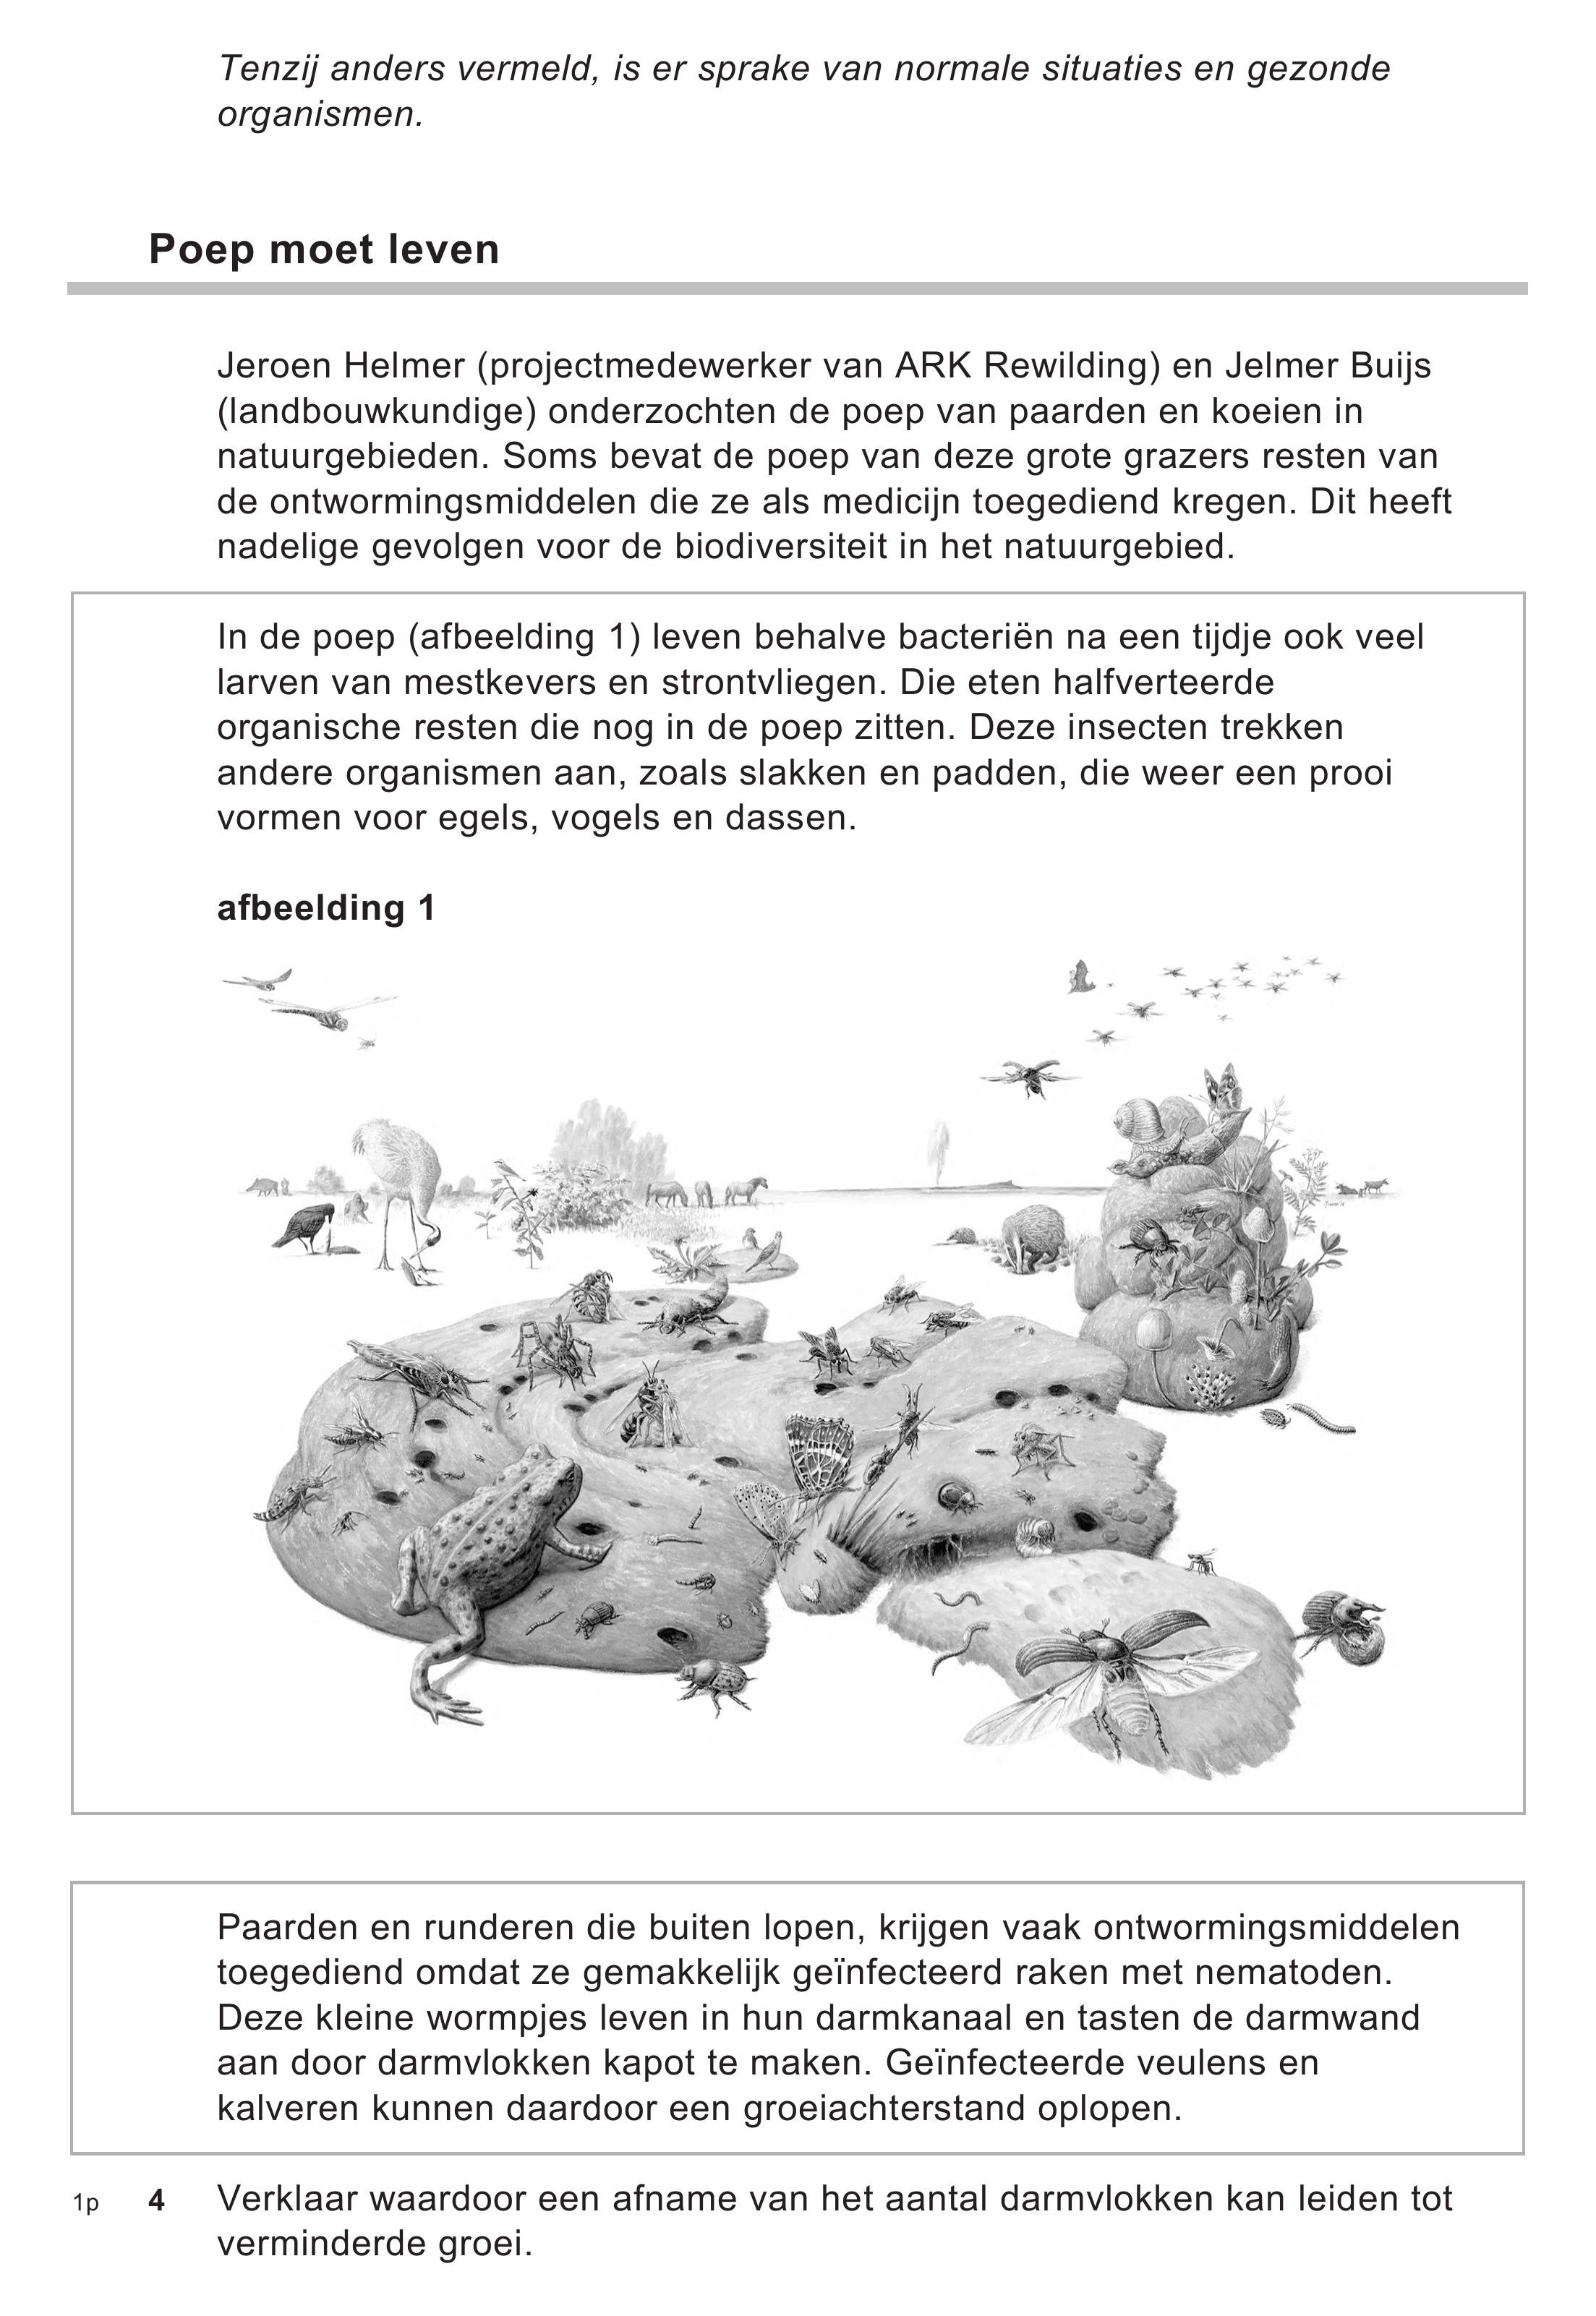 Tenzij anders vermeld, is er sprake van normale situaties en gezonde
organismen.
Poep moet leven
Jeroen Helmer (projectmedewerker van ARK Rewilding) en Jelmer Buijs
(landbouwkundige) onderzochten de poep van paarden en koeien in
natuurgebieden. Soms bevat de poep van deze grote grazers resten van
de ontwormingsmiddelen die ze als medicijn toegediend kregen. Dit heeft
nadelige gevolgen voor de biodiversiteit in het natuurgebied.
In de poep (afbeelding 1) leven behalve bacteriën na een tijdje ook veel
larven van mestkevers en strontvliegen. Die eten halfverteerde
organische resten die nog in de poep zitten. Deze insecten trekken
andere organismen aan, zoals slakken en padden, die weer een prooi
vormen voor egels, vogels en dassen.
afbeelding 1
Paarden en runderen die buiten lopen, krijgen vaak ontwormingsmiddelen
toegediend omdat ze gemakkelijk geïnfecteerd raken met nematoden.
Deze kleine wormpjes leven in hun darmkanaal en tasten de darmwand
aan door darmvlokken kapot te maken. Geïnfecteerde veulens en
kalveren kunnen daardoor een groeiachterstand oplopen.
1p 4 Verklaar waardoor een afname van het aantal darmvlokken kan leiden tot
verminderde groei.